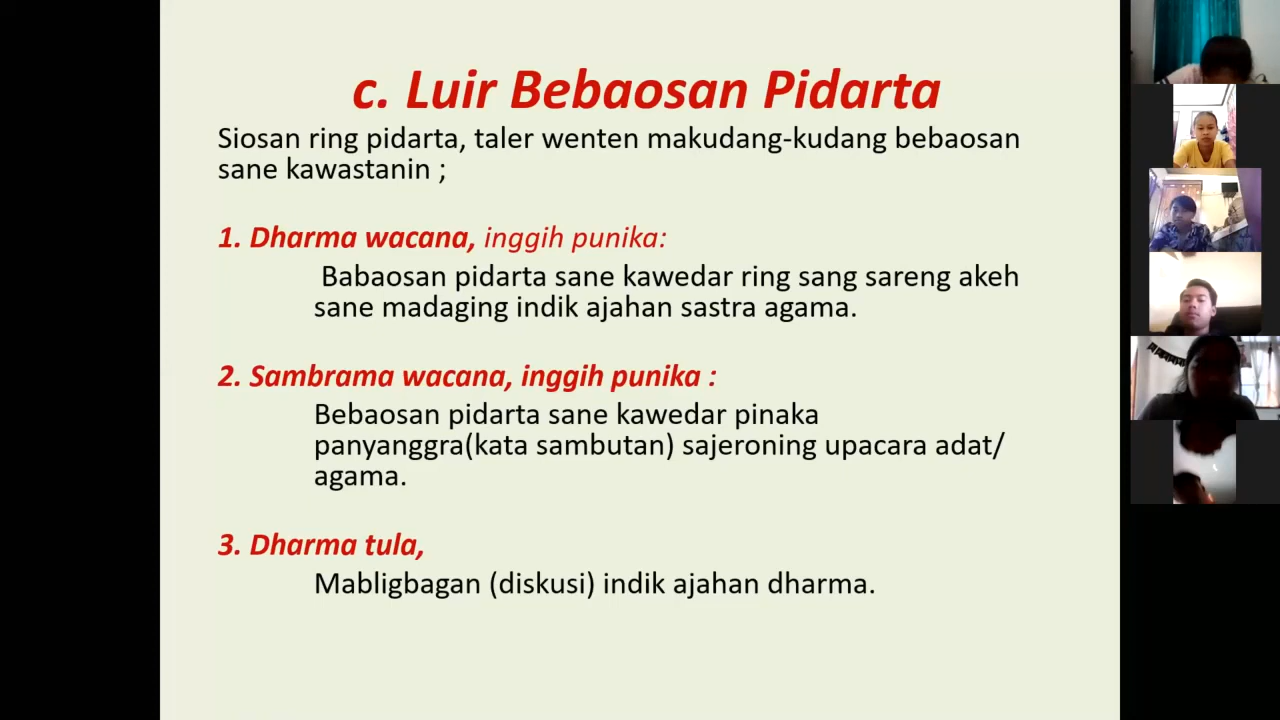 c. Luir Bebaosan Pidarta
Siosan ring pidarta, taler wenten makudang-kudang bebaosan
sane kawastanin ;
1. Dharma wacana, inggih punika:
Babaosan pidarta sane kawedar ring sang sareng akeh
sane madaging indik ajahan sastra agama.
2. Sambrama wacana, inggih punika :
Bebaosan pidarta sane kawedar pinaka
panyanggra(kata sambutan) sajeroning upacara adat/
agama.
3. Dharma tula,
Mabligbagan (diskusi) indik ajahan dharma.